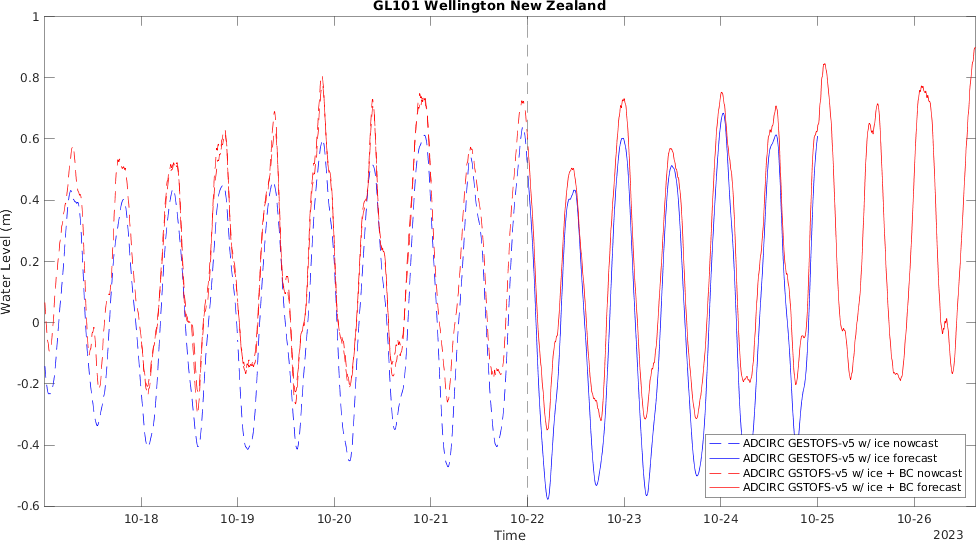 GL101 Wellington New Zealand
Water Level (m)
1
0.8
0.6
0.4
0.2
0
-0.2
-0.4
-0.6
ADCIRC GESTOFS-v5 w/ ice nowcast
ADCIRC GESTOFS-v5 w/ ice forecast
ADCIRC GSTOFS-v5 w/ ice + BC nowcast
ADCIRC GSTOFS-v5 w/ ice + BC forecast
10-18 10-19 10-20 10-21 10-22 10-23 10-24 10-25 10-26
Time
2023